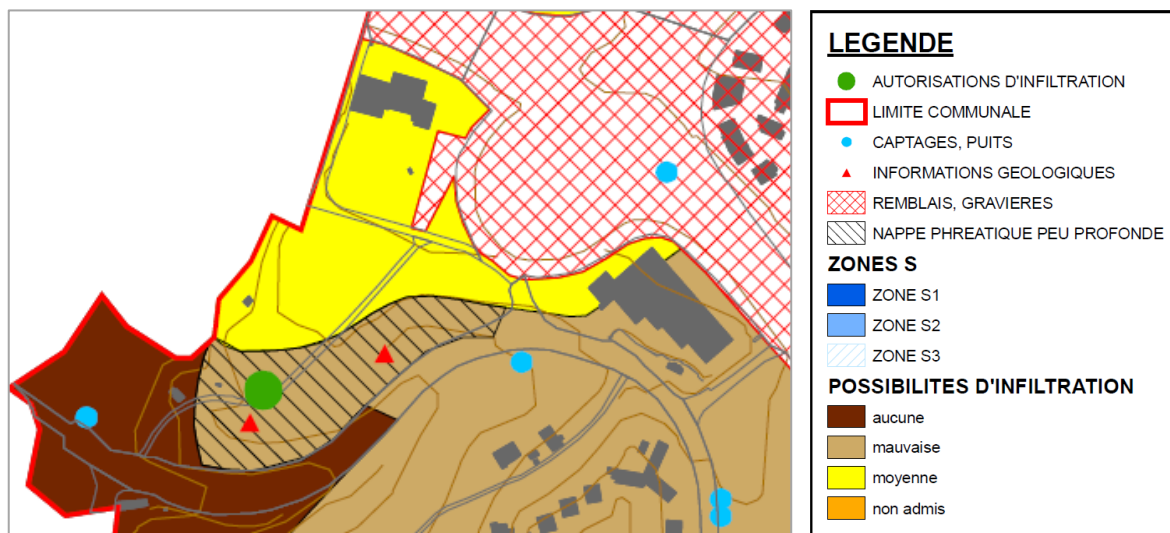 LEGENDE
AUTORISATIONS D'INFILTRATION
LIMITE COMMUNALE
CAPTAGES, PUITS
INFORMATIONS GEOLOGIQUES
REMBLAIS, GRAVIERES
NAPPE PHREATIQUE PEU PROFONDE
ZONES S
ZONE S1
ZONE S2
ZONE S3
POSSIBILITES D'INFILTRATION
aucune
mauvaise
moyenne
non admis